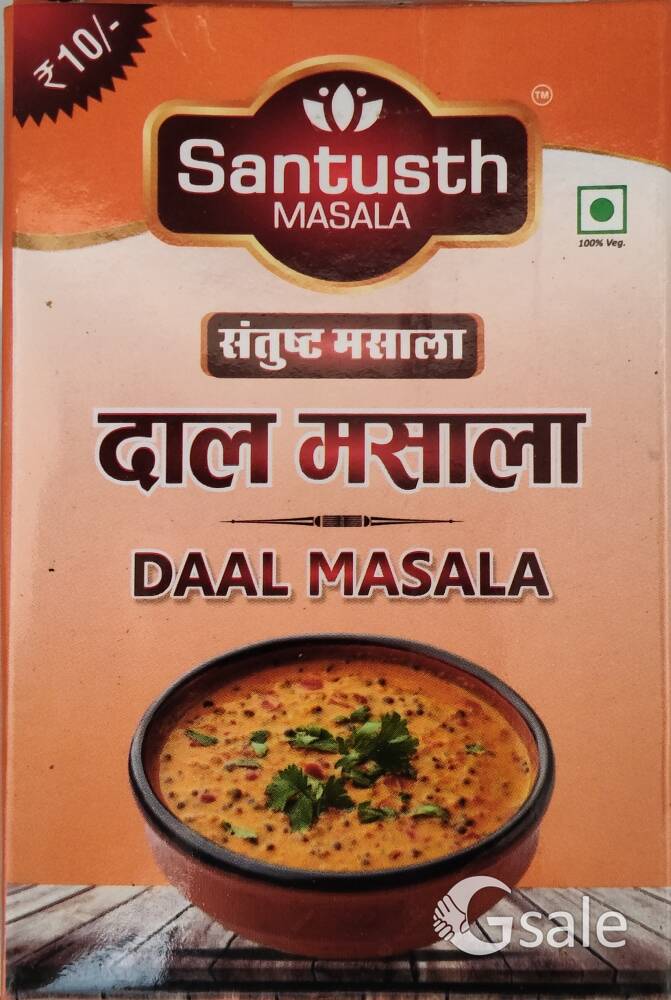 ₹10/-
TM
Santusth
MASALA
100% Veg.
संतुष्ट मसाला
दाल मसाला
DAAL MASALA
Gsale